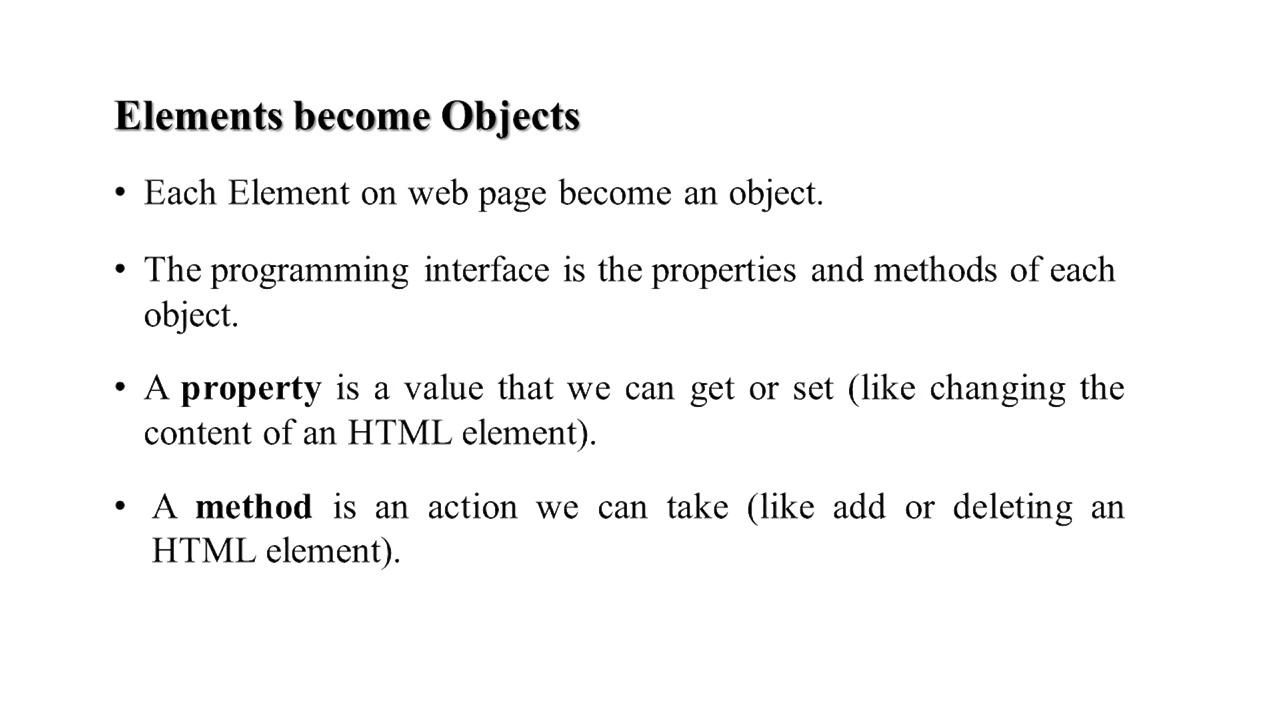 Elements become Objects
• Each Element on web page become an object.
• The programming interface is the properties and methods of each
object.
• A property is a value that we can get or set (like changing the
content of an HTML element).
• A method is an action we can take (like add or deleting an
HTML element).